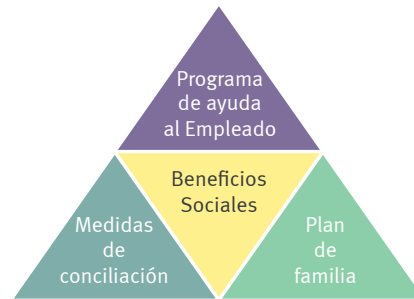 Programa
de ayuda
al Empleado
Beneficios
Sociales
Medidas
de
conciliación
Plan
de
familia